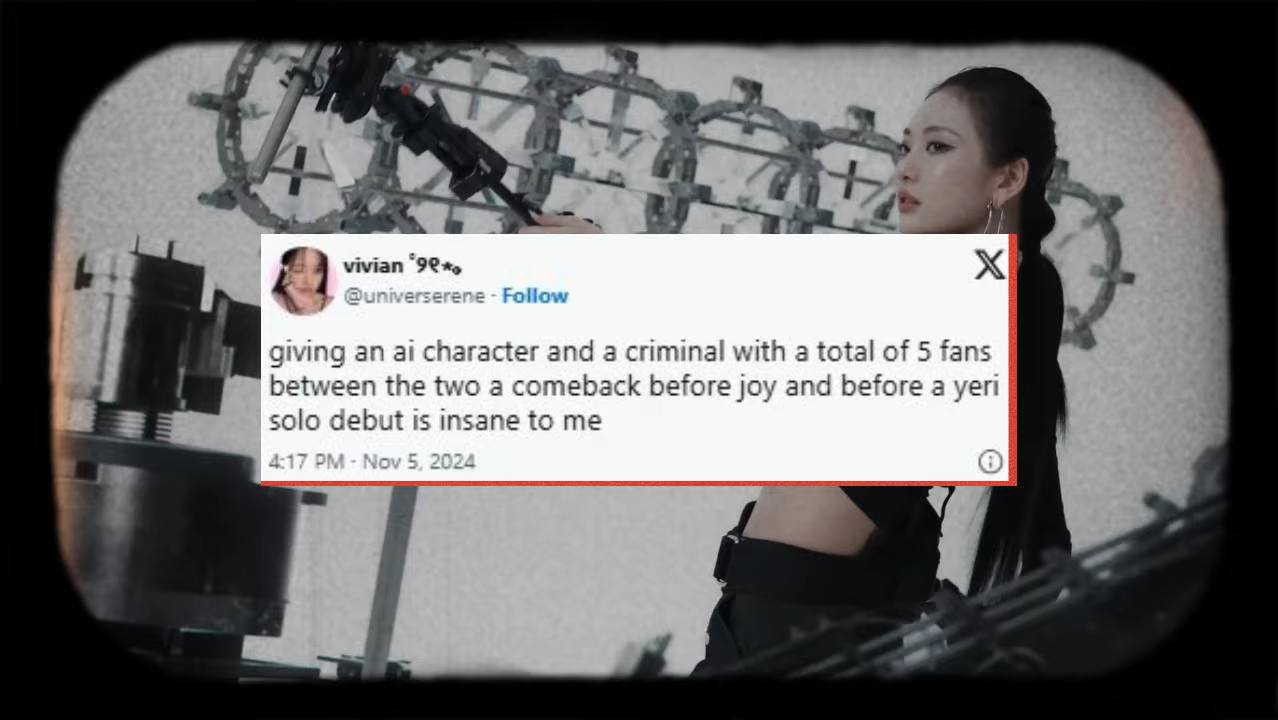 vivian ˚୨୧⋆｡
@universerene · Follow
giving an ai character and a criminal with a total of 5 fans
between the two a comeback before joy and before a yeri
solo debut is insane to me
4:17 PM · Nov 5, 2024